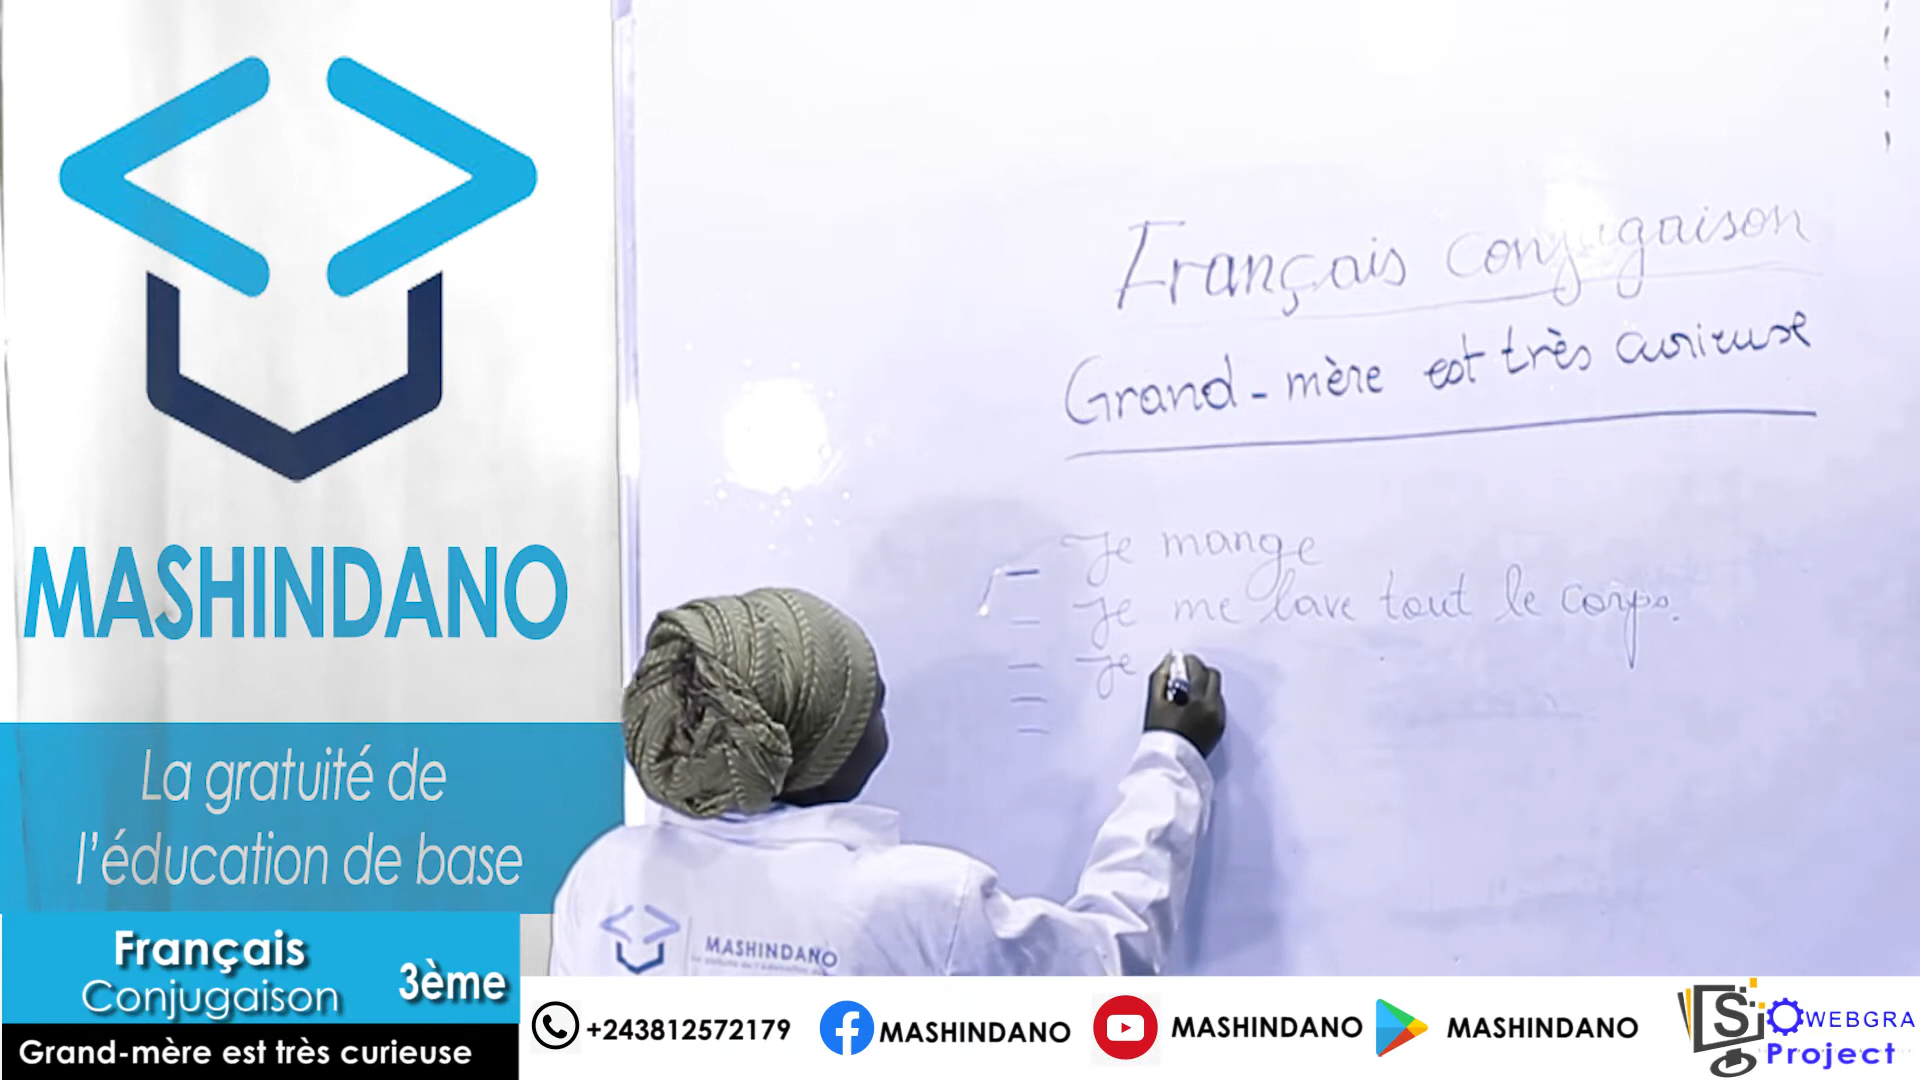 MASHINDANO
La gratuité de
l'éducation de base
Français
Conjugaison
3ème
Grand-mère est très curieuse
Français conjugaison
Grand-mère est très curieuse
- Je mange
- Je me lave tout le corps.
- Je
-
-
MASHINDANO
+243812572179
MASHINDANO
MASHINDANO
MASHINDANO
S
WEBGRA
Project